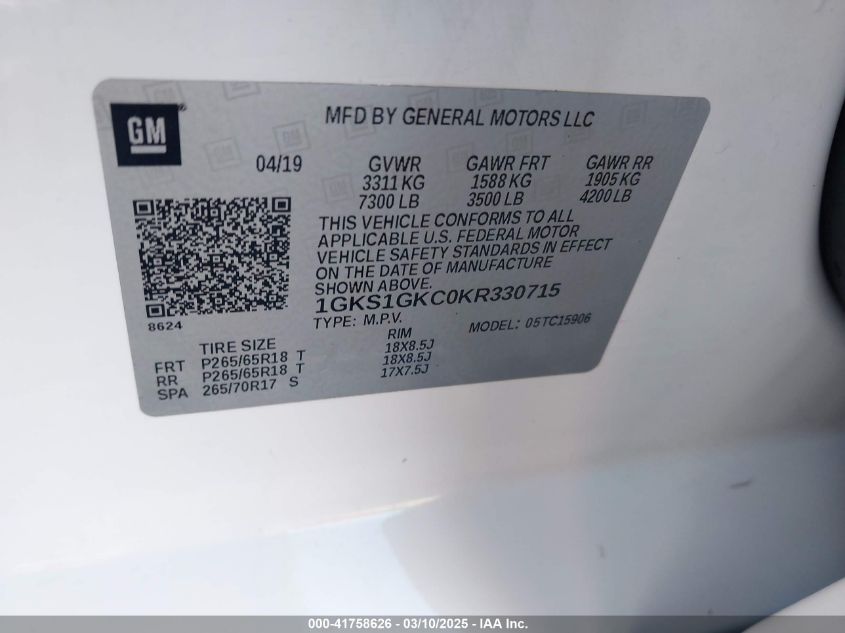 GM
MFD BY GENERAL MOTORS LLC
04/19 GVWR GAWR FRT GAWR RR
3311 KG 1588 KG 1905 KG
7300 LB 3500 LB 4200 LB
THIS VEHICLE CONFORMS TO ALL
APPLICABLE U.S. FEDERAL MOTOR
VEHICLE SAFETY STANDARDS IN EFFECT
ON THE DATE OF MANUFACTURE
SHOWN ABOVE.
1GKS1GKC0KR330715
8624
TYPE: M.P.V. MODEL: 05TC15906
TIRE SIZE RIM
FRT P265/65R18 T 18X8.5J
RR P265/65R18 T 18X8.5J
SPA 265/70R17 S 17X7.5J
000-41758626 - 03/10/2025 - IAA Inc.